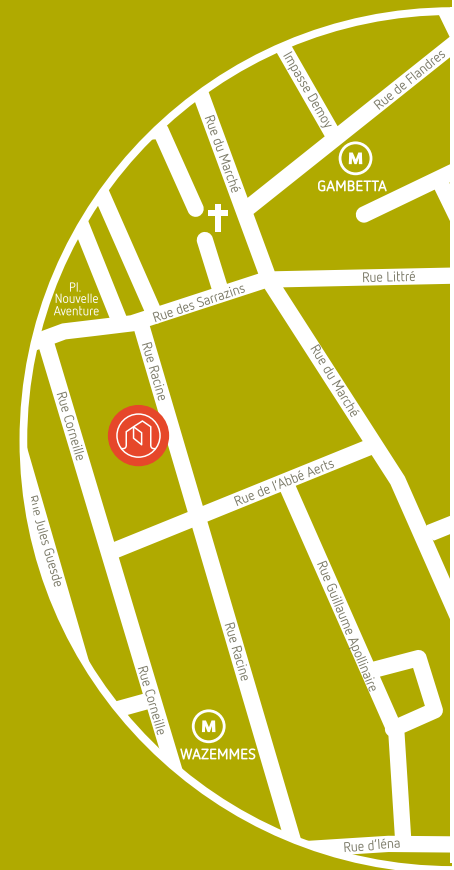 Impasse Demoy
Rue de Flandres
Rue du Marché
M
GAMBETTA
Rue Littré
Pl.
Nouvelle
Aventure
Rue des Sarrazins
Rue Racine
Rue du Marché
Rue Corneille
Rue de l'Abbé Aerts
Rue Jules Guesde
Rue Guillaume Apollinaire
Rue Racine
Rue Corneille
M
WAZEMMES
Rue d'Iéna